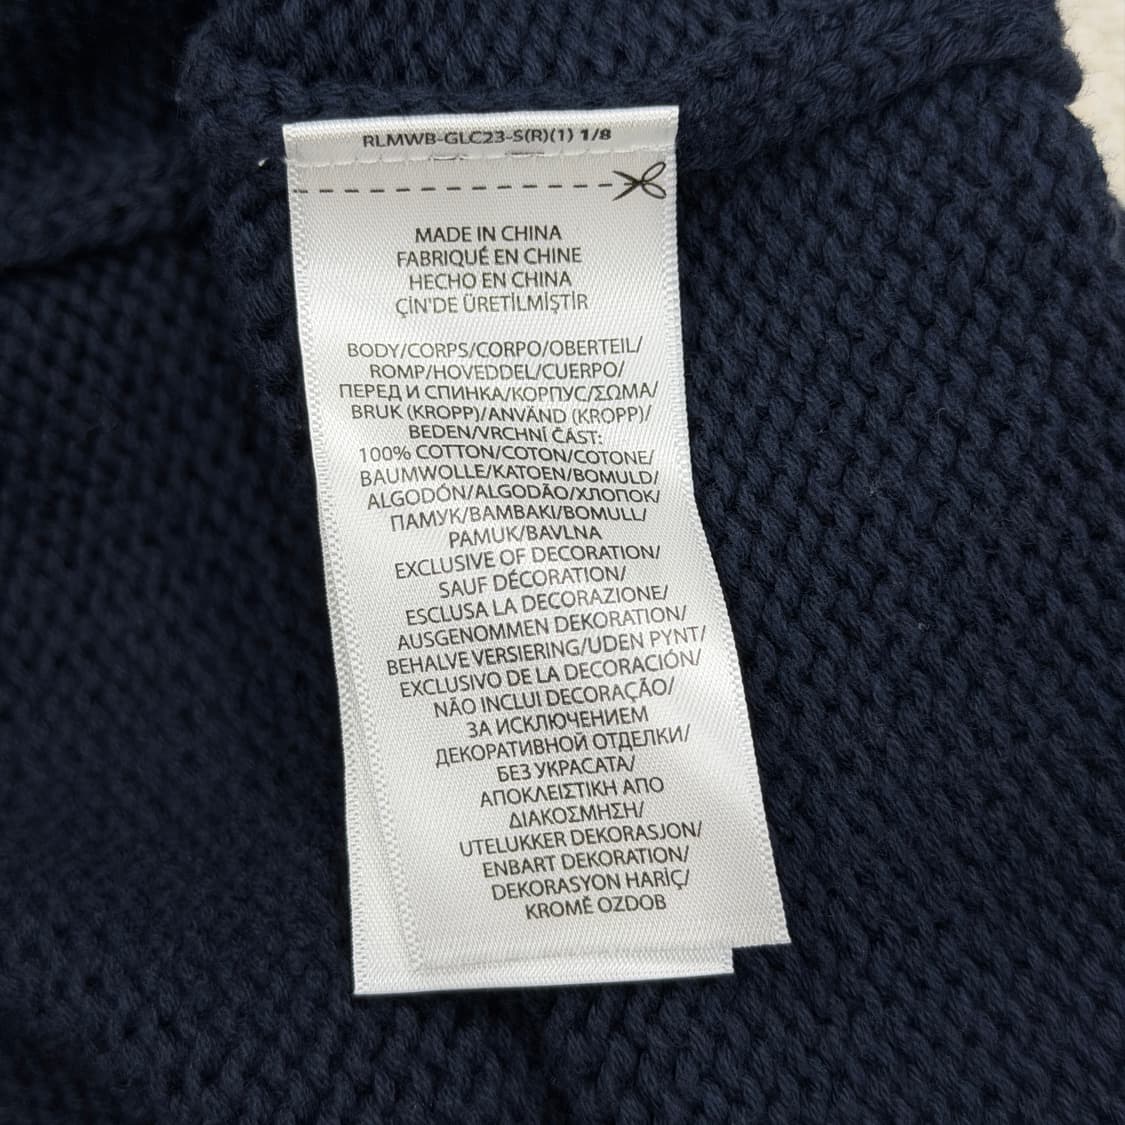 RLMWB-GLC23-S(R)(1) 1/8
MADE IN CHINA
FABRIQUÉ EN CHINE
HECHO EN CHINA
ÇİN'DE ÜRETİLMİŞTİR
BODY/CORPS/CORPO/OBERTEIL/
ROMP/HOVEDDEL/CUERPO/
ПЕРЕД И СПИНКА/КОРПУС/ΣΩΜΑ/
BRUK (KROPP)/ANVÄND (KROPP)/
BEDEN/VRCHNÍ ČÁST:
100% COTTON/COTON/COTONE/
BAUMWOLLE/KATOEN/BOMULD/
ALGODÓN/ALGODÃO/ХЛОПОК/
ПАМУК/ΒΑΜΒΑΚΙ/BOMULL/
PAMUK/BAVLNA
EXCLUSIVE OF DECORATION/
SAUF DÉCORATION/
ESCLUSA LA DECORAZIONE/
AUSGENOMMEN DEKORATION/
BEHALVE VERSIERING/UDEN PYNT/
EXCLUSIVO DE LA DECORACIÓN/
NÃO INCLUI DECORAÇÃO/
ЗА ИСКЛЮЧЕНИЕМ
ДЕКОРАТИВНОЙ ОТДЕЛКИ/
БЕЗ УКРАСАТА/
ΑΠΟΚΛΕΙΣΤΙΚΗ ΑΠΟ
ΔΙΑΚΟΣΜΗΣΗ/
UTELUKKER DEKORASJON/
ENBART DEKORATION/
DEKORASYON HARİÇ/
KROMĚ OZDOB